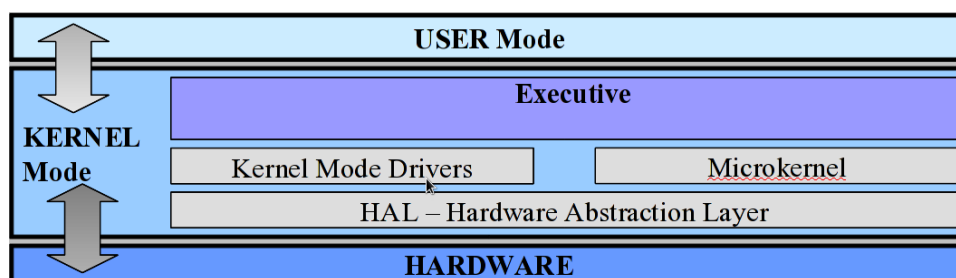 USER Mode
Executive
KERNEL
Mode
Kernel Mode Drivers
Microkernel
HAL – Hardware Abstraction Layer
HARDWARE